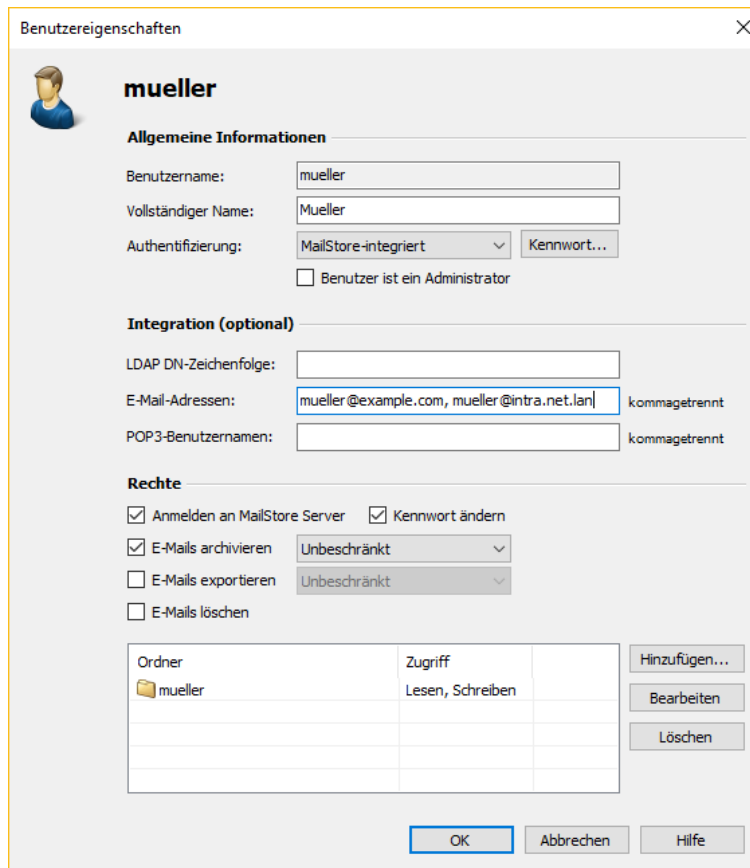 Benutzereigenschaften
mueller
Allgemeine Informationen
Benutzername: mueller
Vollständiger Name: Mueller
Authentifizierung: MailStore-integriert Kennwort...
Benutzer ist ein Administrator
Integration (optional)
LDAP DN-Zeichenfolge:
E-Mail-Adressen: mueller@example.com, mueller@intra.net.lan kommagetrennt
POP3-Benutzernamen: kommagetrennt
Rechte
Anmelden an MailStore Server Kennwort ändern
E-Mails archivieren Unbeschränkt
E-Mails exportieren Unbeschränkt
E-Mails löschen
Ordner Zugriff Hinzufügen...
mueller Lesen, Schreiben
Bearbeiten
Löschen
OK Abbrechen Hilfe